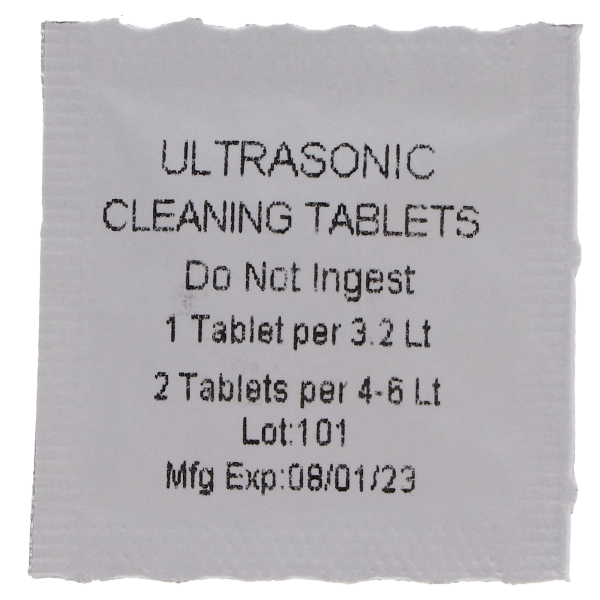 ULTRASONIC
CLEANING TABLETS
Do Not Ingest
1 Tablet per 3.2 Lt
2 Tablets per 4-6 Lt
Lot:101
Mfg Exp:08/01/23